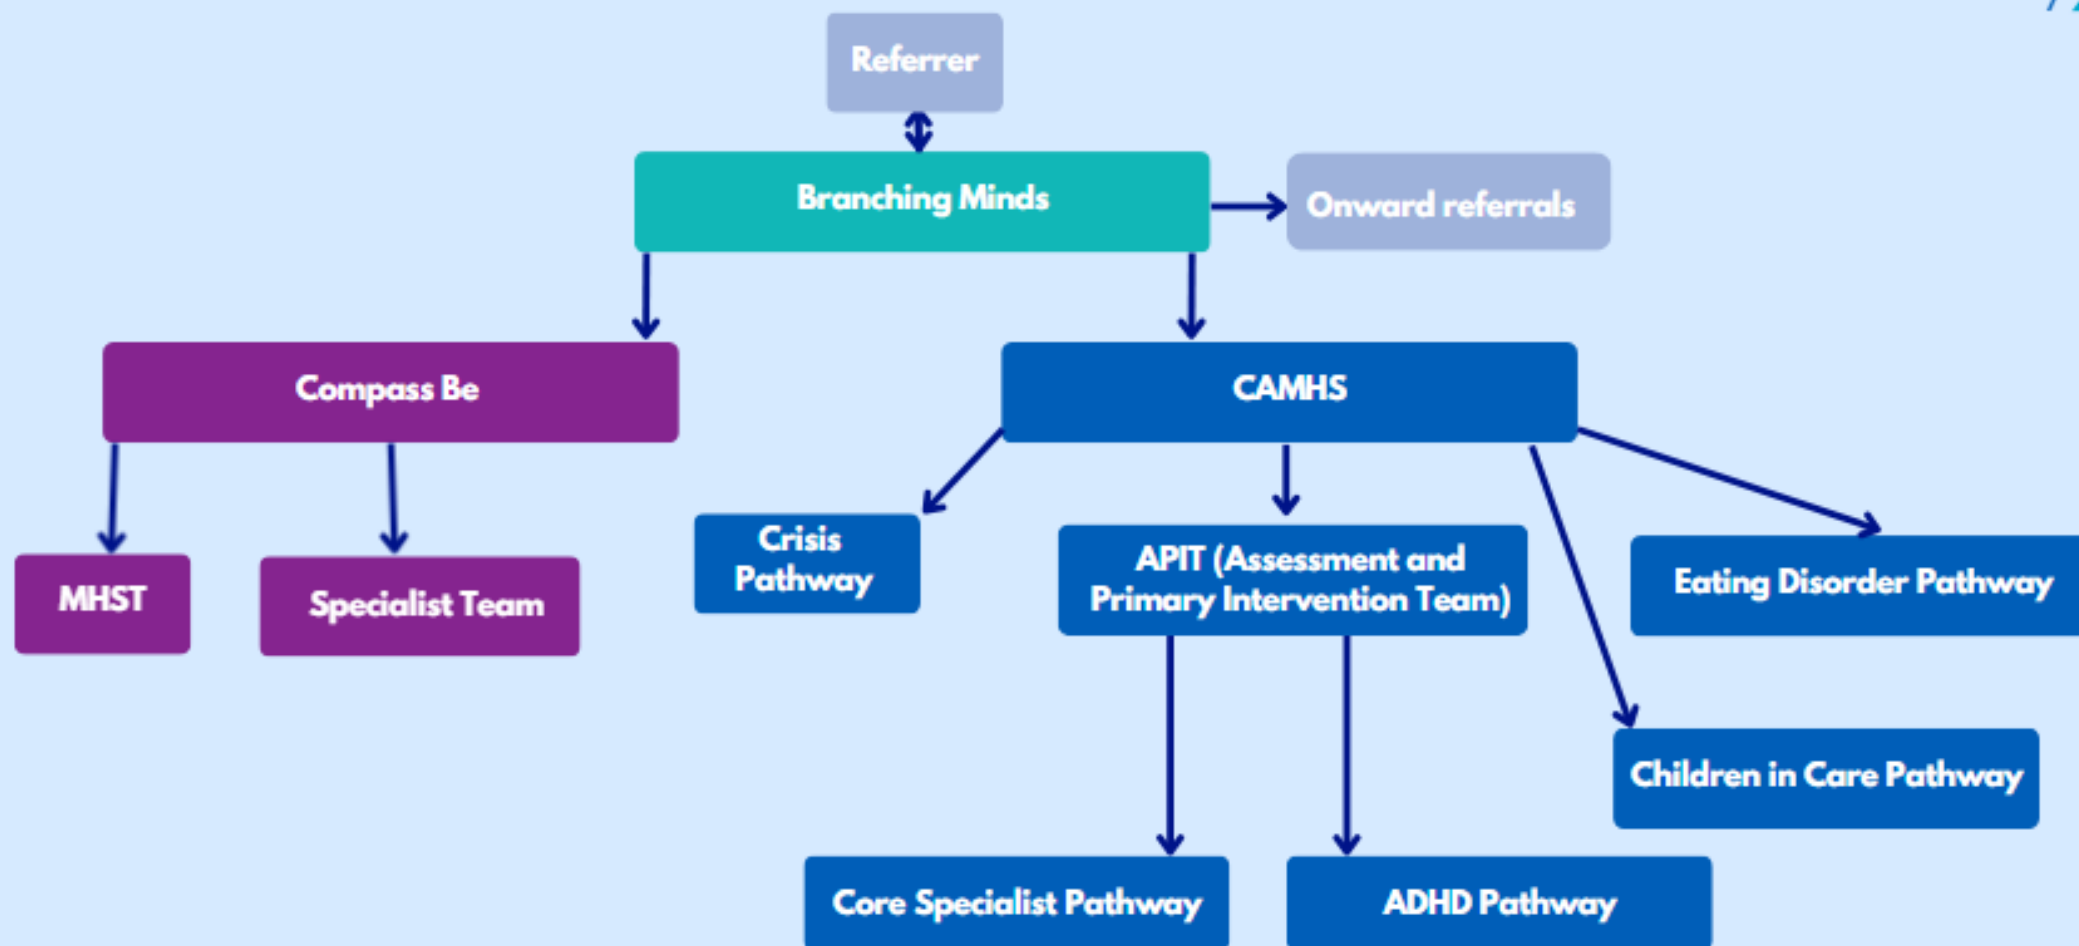 Referrer
Branching Minds
Onward referrals
Compass Be
CAMHS
MHST
Specialist Team
Crisis
Pathway
APIT (Assessment and
Primary Intervention Team)
Eating Disorder Pathway
Children in Care Pathway
Core Specialist Pathway
ADHD Pathway